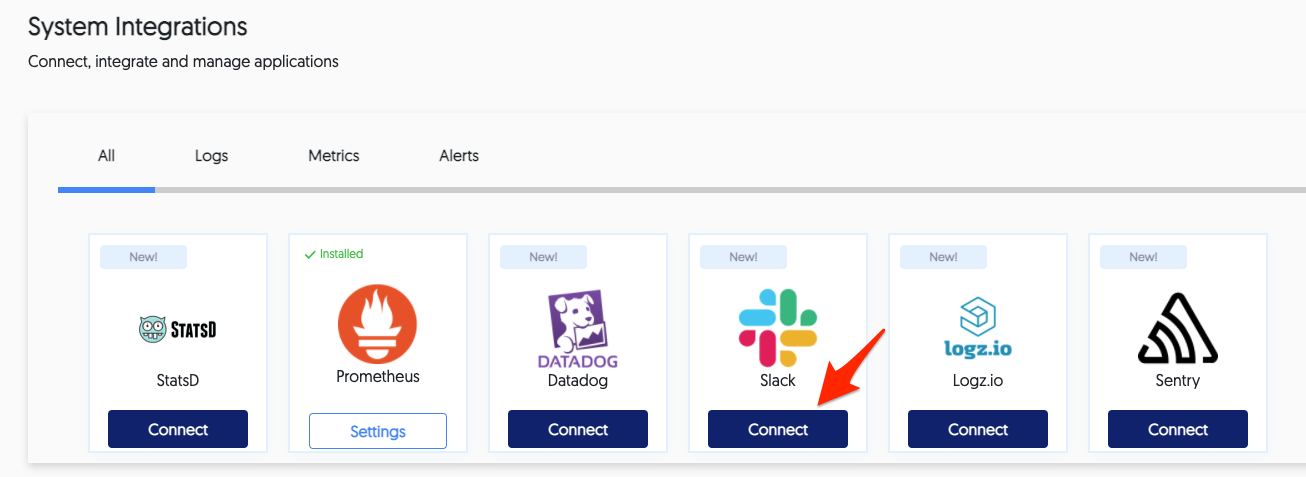 System Integrations
Connect, integrate and manage applications
All Logs Metrics Alerts
New!
STATSD
StatsD
Connect
Installed
Prometheus
Settings
New!
DATADOG
Datadog
Connect
New!
Slack
Connect
New!
logz.io
Logz.io
Connect
New!
Sentry
Connect